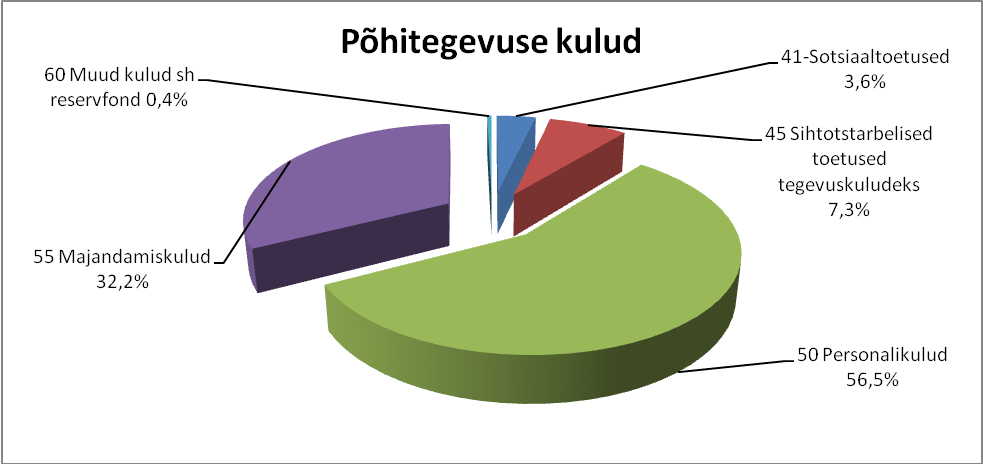 Põhitegevuse kulud
41-Sotsiaaltoetused
3,6%
45 Sihtotstarbelised
toetused
tegevuskuludeks
7,3%
50 Personalikulud
56,5%
55 Majandamiskulud
32,2%
60 Muud kulud sh
reservfond 0,4%